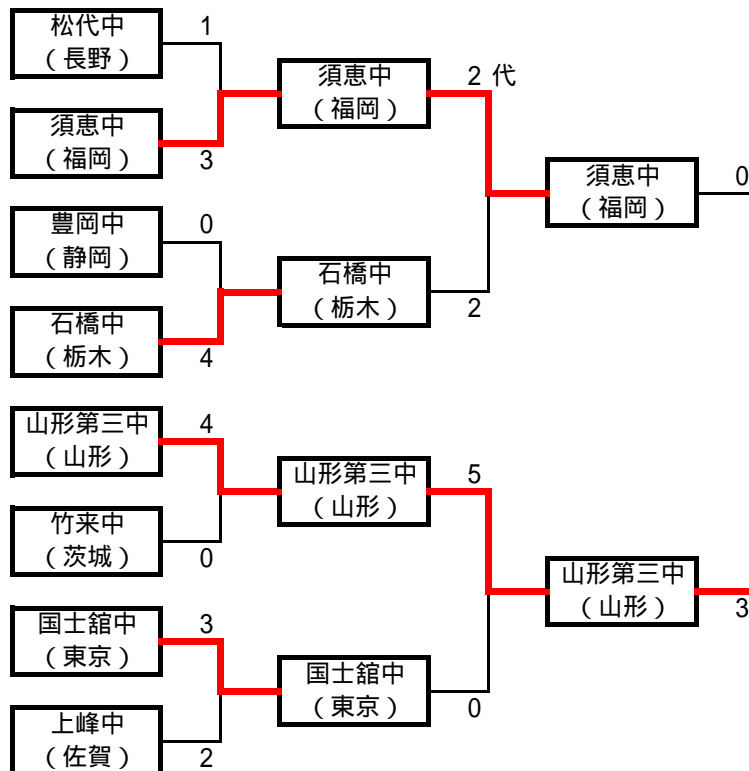 松代中
（長野）
1
須恵中
（福岡）
3
須恵中
（福岡）
2 代
豊岡中
（静岡）
0
石橋中
（栃木）
4
石橋中
（栃木）
2
須恵中
（福岡）
0
山形第三中
（山形）
4
竹来中
（茨城）
0
山形第三中
（山形）
5
国士舘中
（東京）
3
上峰中
（佐賀）
2
国士舘中
（東京）
0
山形第三中
（山形）
3